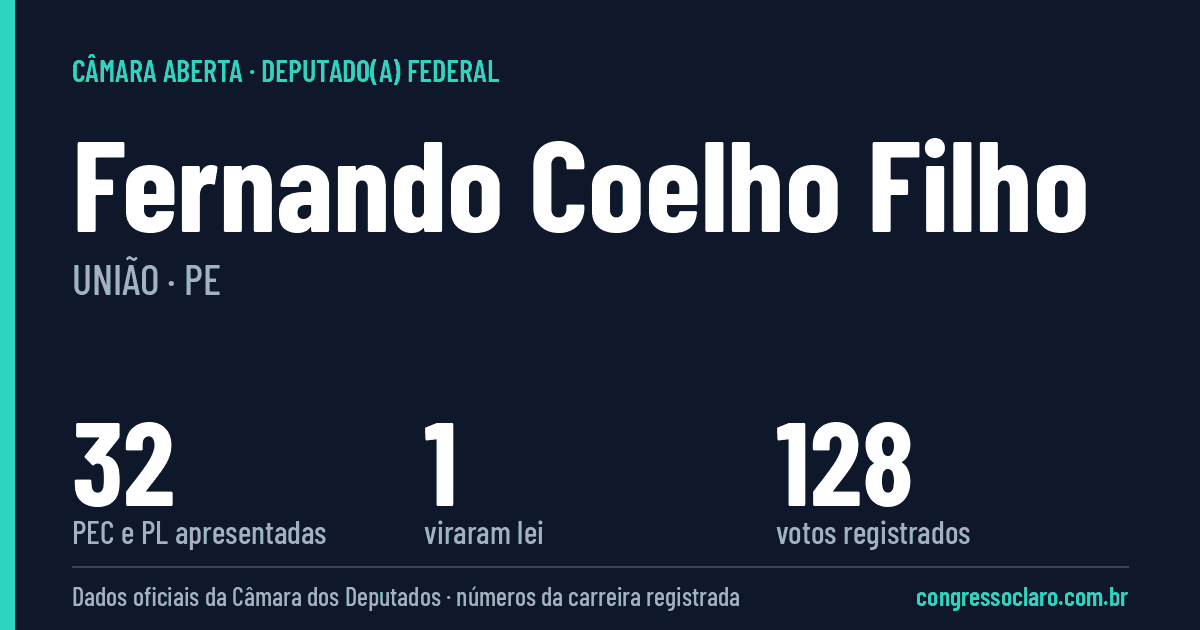 CÂMARA ABERTA · DEPUTADO(A) FEDERAL
Fernando Coelho Filho
UNIÃO · PE
32 1 128
PEC e PL apresentadas viraram lei votos registrados
Dados oficiais da Câmara dos Deputados · números da carreira registrada congressoclaro.com.br